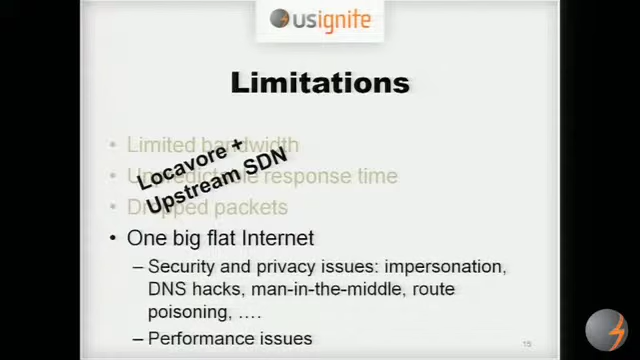 usignite
Limitations
• Limited bandwidth
• Unpredictable response time
• Dropped packets
Locavore +
Upstream SDN
• One big flat Internet
– Security and privacy issues: impersonation,
DNS hacks, man-in-the-middle, route
poisoning, ….
– Performance issues
15